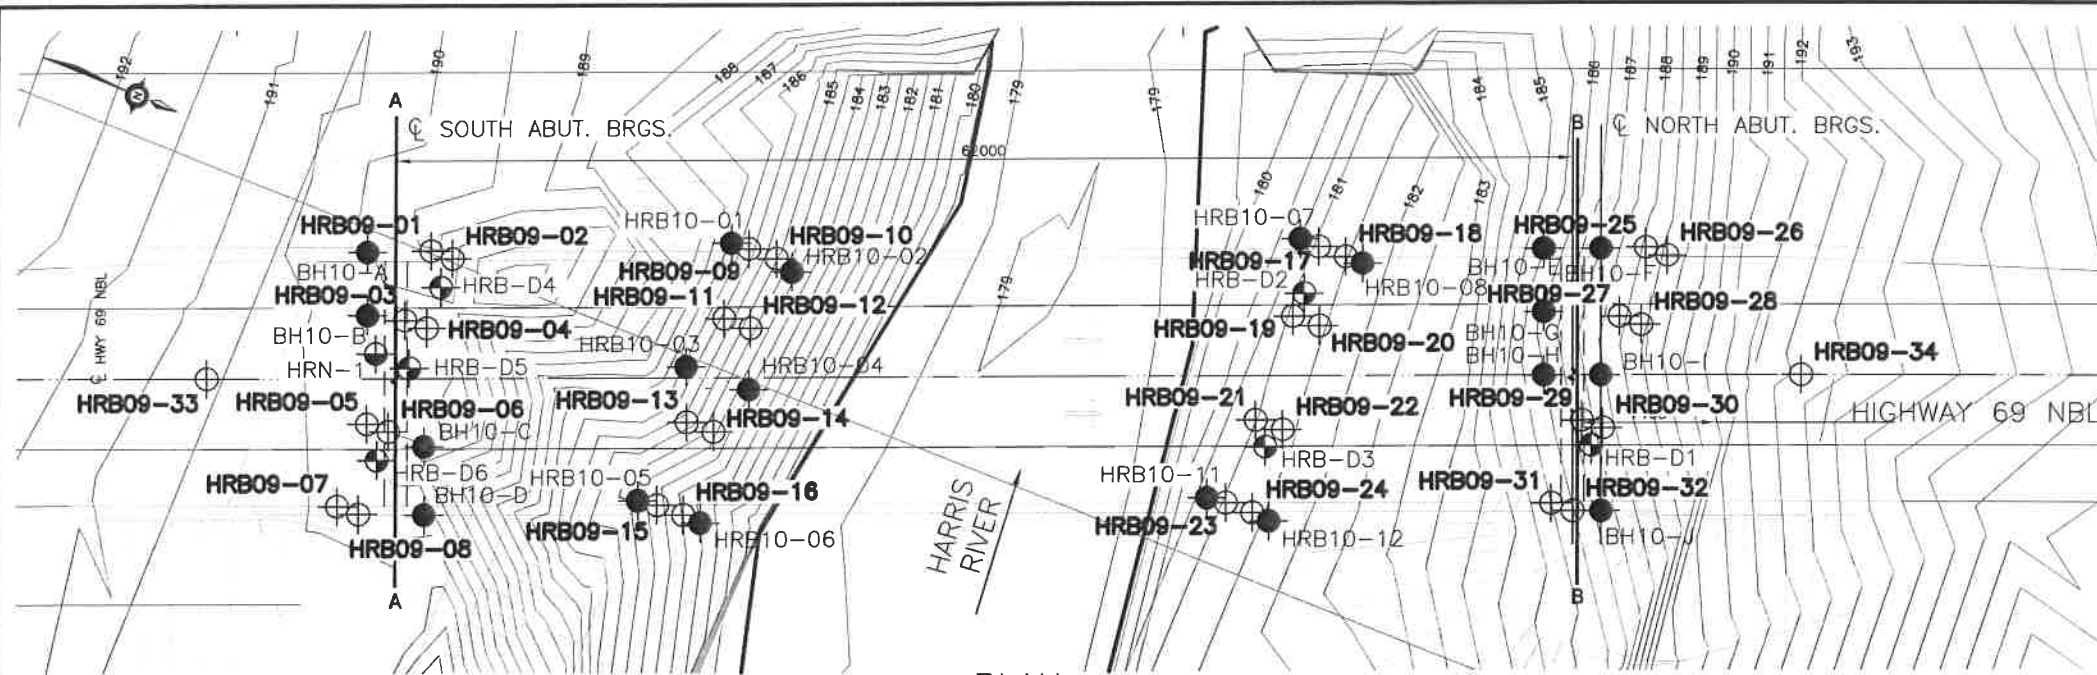 192
191
190
189
188
187
186
185
184
183
182
181
180
179
179
184
185
186
187
188
189
190
191
192
193
N
A
℄ SOUTH ABUT. BRGS.
62000
B
℄ NORTH ABUT. BRGS.
180
181
182
183
HRB09-01
HRB09-02
HRB10-01
HRB09-10
HRB10-07
HRB09-18
HRB09-25
HRB09-26
BH10-A
HRB-D4
HRB09-09
HRB10-02
HRB09-17
HRB10-08
BH10-E
BH10-F
HRB09-03
HRB09-11
HRB09-12
179
HRB-D2
HRB09-27
HRB09-28
HRB09-04
HRB09-19
HRB09-20
BH10-B
HRB10-03
BH10-G
℄ HWY 69 NBL
HRN-1
HRB-D5
HRB10-04
BH10-H
BH10-I
HRB09-34
HRB09-33
HRB09-05
HRB09-06
HRB09-13
HRB09-14
HRB09-21
HRB09-22
HRB09-29
HRB09-30
HIGHWAY 69 NBL
BH10-C
HRB-D6
HRB-D3
HRB-D1
HRB09-07
BH10-D
HRB10-05
HRB09-16
HRB10-11
HRB09-24
HRB09-31
HRB09-32
HRB09-08
HRB09-15
HRB10-06
HARRIS
RIVER
HRB09-23
HRB10-12
BH10-J
A
B